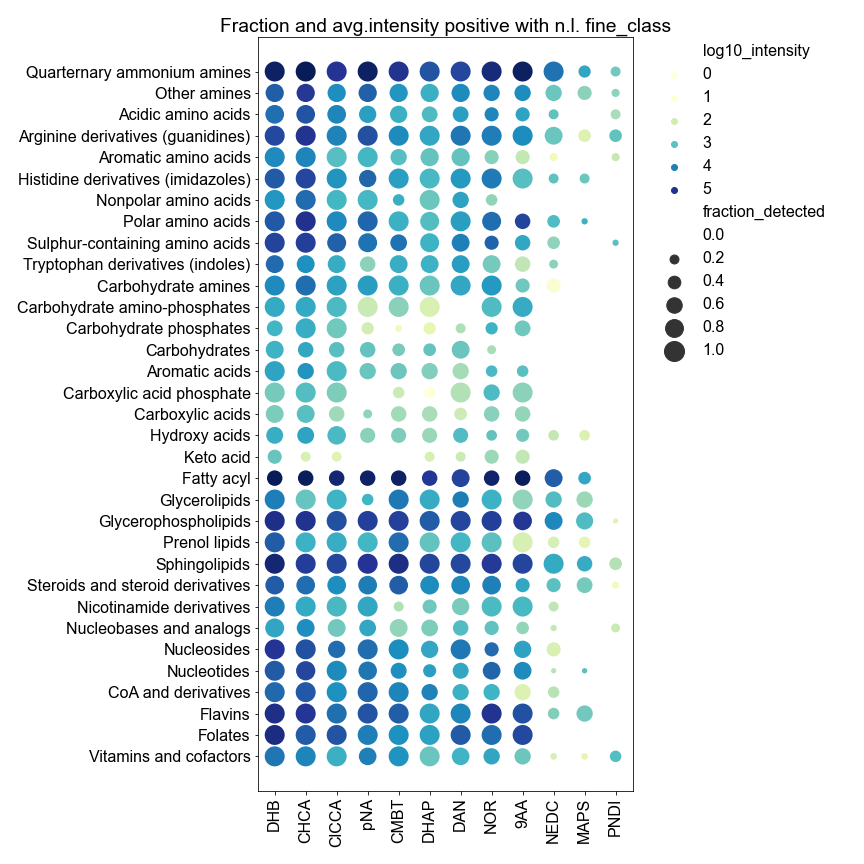 Fraction and avg.intensity positive with n.l. fine_class
Quarternary ammonium amines
Other amines
Acidic amino acids
Arginine derivatives (guanidines)
Aromatic amino acids
Histidine derivatives (imidazoles)
Nonpolar amino acids
Polar amino acids
Sulphur-containing amino acids
Tryptophan derivatives (indoles)
Carbohydrate amines
Carbohydrate amino-phosphates
Carbohydrate phosphates
Carbohydrates
Aromatic acids
Carboxylic acid phosphate
Carboxylic acids
Hydroxy acids
Keto acid
Fatty acyl
Glycerolipids
Glycerophospholipids
Prenol lipids
Sphingolipids
Steroids and steroid derivatives
Nicotinamide derivatives
Nucleobases and analogs
Nucleosides
Nucleotides
CoA and derivatives
Flavins
Folates
Vitamins and cofactors
DHB
CHCA
ClCCA
pNA
CMBT
DHAP
DAN
NOR
9AA
NEDC
MAPS
PNDI
log10_intensity
0
1
2
3
4
5
fraction_detected
0.0
0.2
0.4
0.6
0.8
1.0